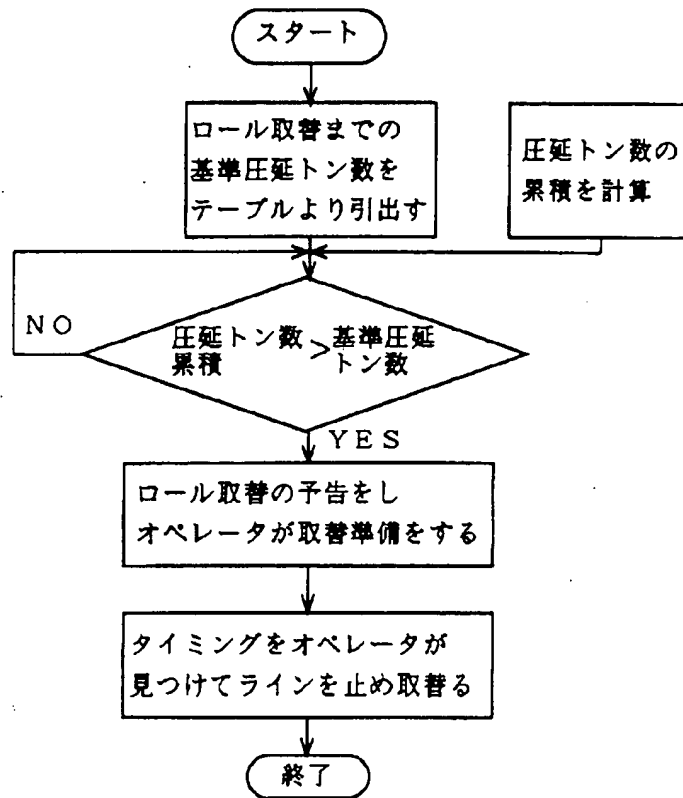 スタート
ロール取替までの
基準圧延トン数を
テーブルより引出す
圧延トン数の
累積を計算
NO
圧延トン数
累積
>
基準圧延
トン数
YES
ロール取替の予告をし
オペレータが取替準備をする
タイミングをオペレータが
見つけてラインを止め取替る
終了